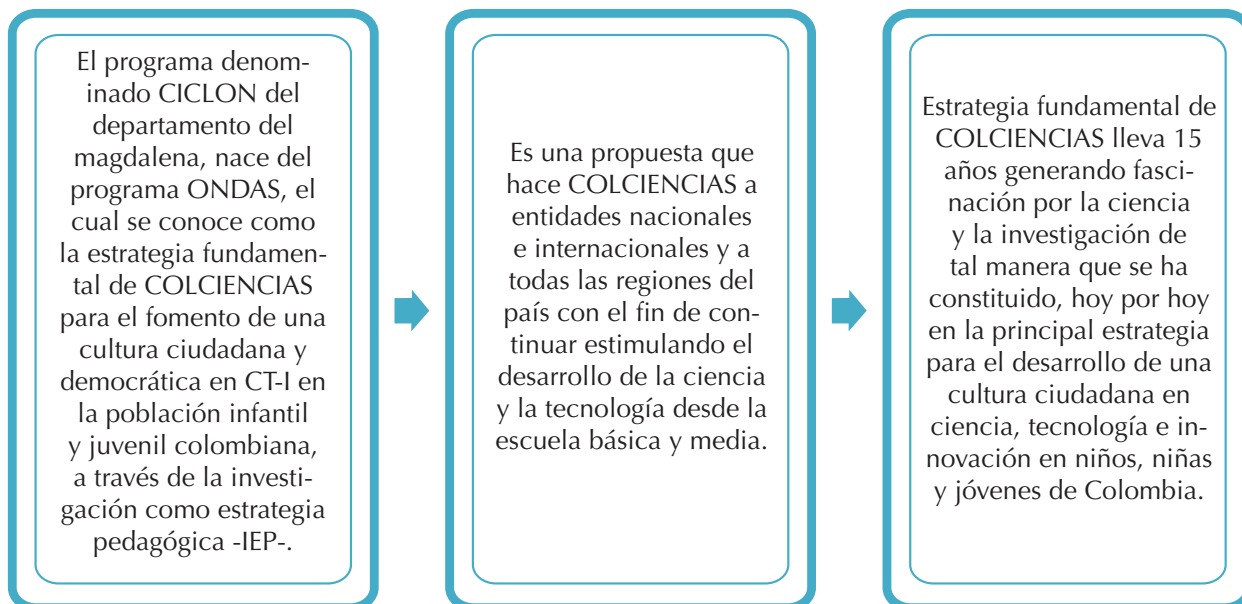 El programa denom-
inado CICLON del
departamento del
magdalena, nace del
programa ONDAS, el
cual se conoce como
la estrategia fundamen-
tal de COLCIENCIAS
para el fomento de una
cultura ciudadana y
democrática en CT-I en
la población infantil
y juvenil colombiana,
a través de la investi-
gación como estrategia
pedagógica -IEP-.
Es una propuesta que
hace COLCIENCIAS a
entidades nacionales
e internacionales y a
todas las regiones del
país con el fin de con-
tinuar estimulando el
desarrollo de la ciencia
y la tecnología desde la
escuela básica y media.
Estrategia fundamental de
COLCIENCIAS lleva 15
años generando fasci-
nación por la ciencia
y la investigación de
tal manera que se ha
constituido, hoy por hoy
en la principal estrategia
para el desarrollo de una
cultura ciudadana en
ciencia, tecnología e in-
novación en niños, niñas
y jóvenes de Colombia.